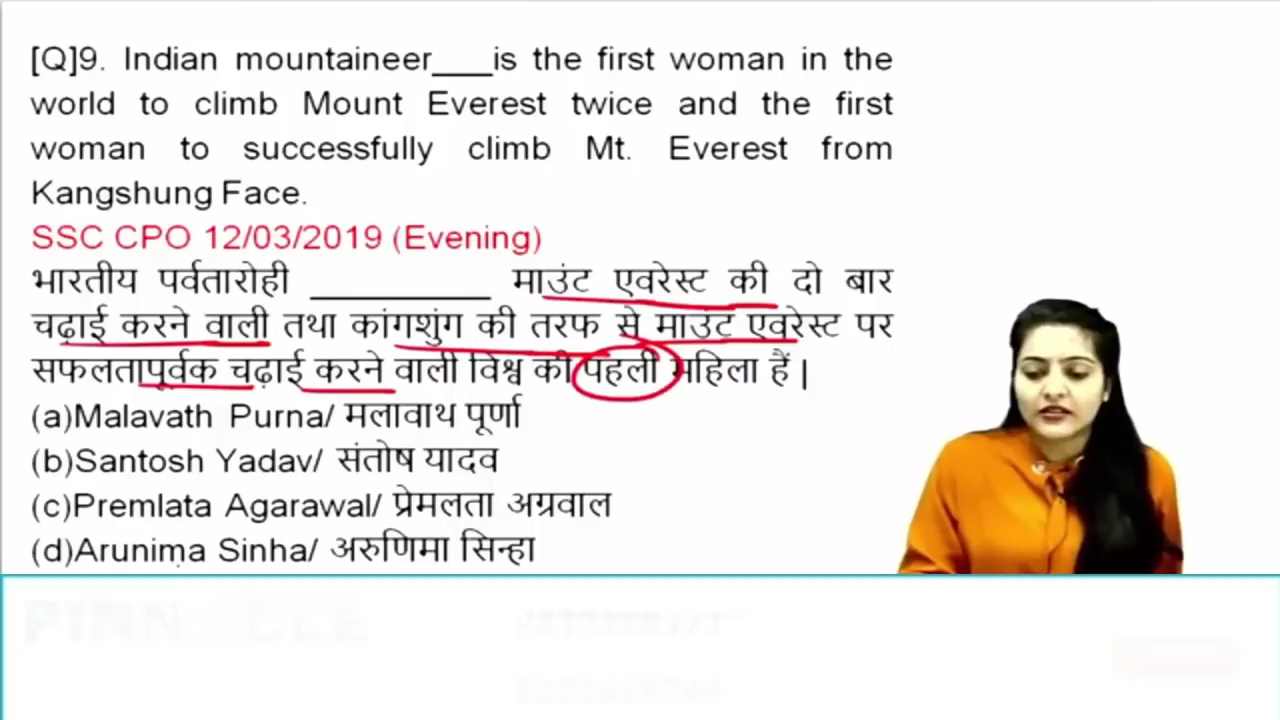 [Q]9. Indian mountaineer___is the first woman in the
world to climb Mount Everest twice and the first
woman to successfully climb Mt. Everest from
Kangshung Face.
SSC CPO 12/03/2019 (Evening)
भारतीय पर्वतारोही __________ माउंट एवरेस्ट की दो बार
चढ़ाई करने वाली तथा कांगशुंग की तरफ से माउंट एवरेस्ट पर
सफलतापूर्वक चढ़ाई करने वाली विश्व की पहली महिला हैं।
(a)Malavath Purna/ मलावाथ पूर्णा
(b)Santosh Yadav/ संतोष यादव
(c)Premlata Agarawal/ प्रेमलता अग्रवाल
(d)Arunima Sinha/ अरुणिमा सिन्हा